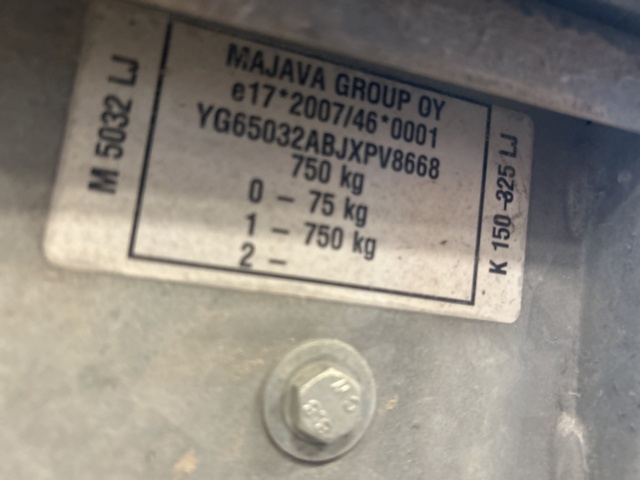 M 5032 LJ
MAJAVA GROUP OY
e17*2007/46*0001
YG65032ABJXPV8668
750 kg
0 - 75 kg
1 - 750 kg
2 -
K 150-325 LJ